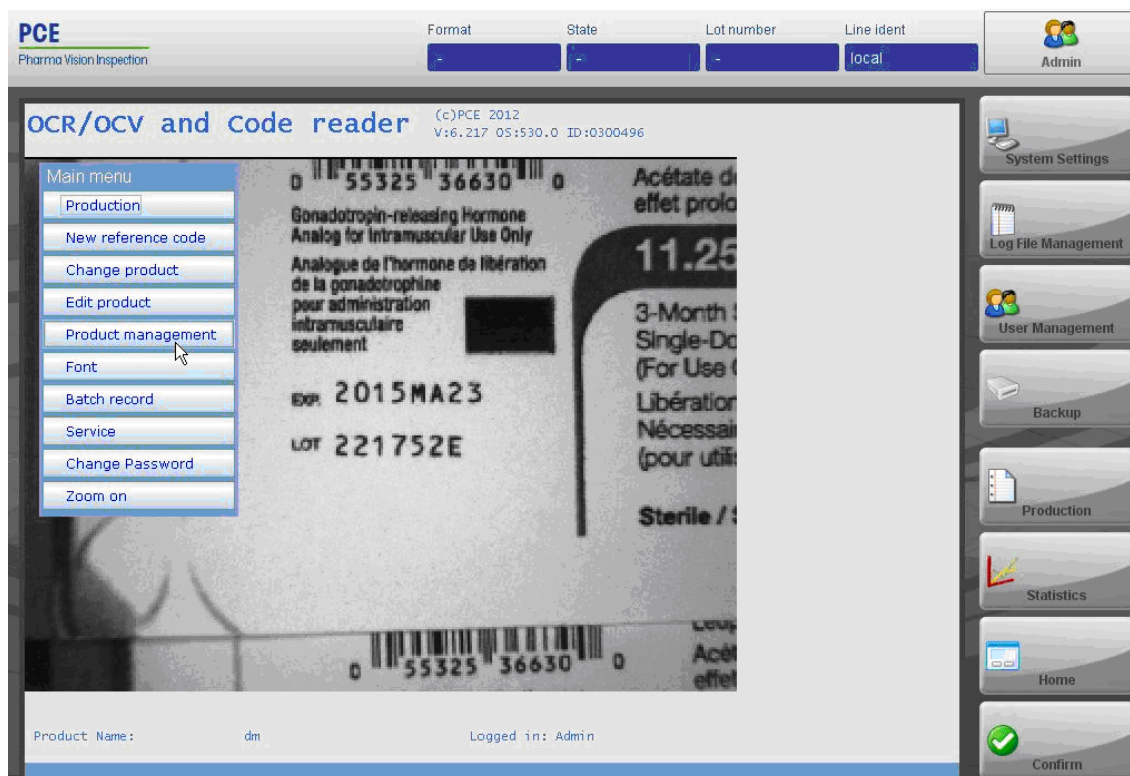 PCE
Pharma Vision Inspection
Format
State
Lot number
Line ident
-
-
-
local
Admin
OCR/OCV and Code reader
(c)PCE 2012
V:6.217 OS:530.0 ID:0300496
Main menu
Production
New reference code
Change product
Edit product
Product management
Font
Batch record
Service
Change Password
Zoom on
0 55325 36630 0
Gonadotropin-releasing Hormone
Analog for Intramuscular Use Only
Analogue de l'hormone de libération
de la gonadotrophine
pour administration
intramusculaire
seulement
EXP. 2015MA23
LOT 221752E
Acétate d
effet prolo
11.25
3-Month
Single-Do
(For Use
Libération
Nécessai
(pour utili
Sterile /
0 55325 36630 0
Acét
effet
System Settings
Log File Management
User Management
Backup
Production
Statistics
Home
Confirm
Product Name:
dm
Logged in: Admin